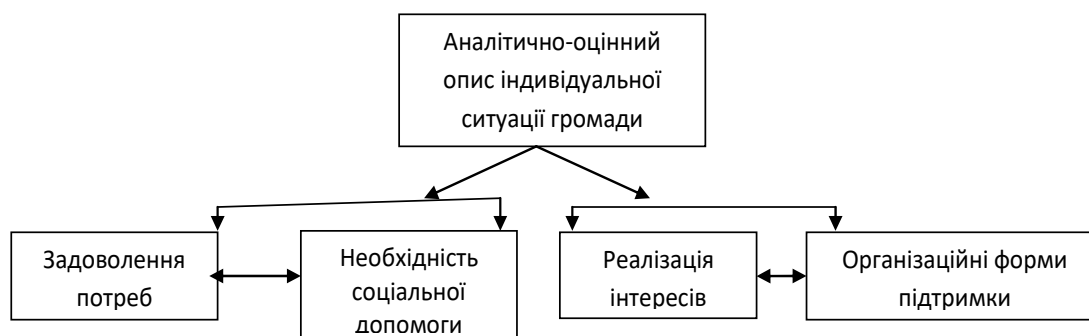 Аналітично-оцінний
опис індивідуальної
ситуації громади
Задоволення
потреб
Необхідність
соціальної
допомоги
Реалізація
інтересів
Організаційні форми
підтримки